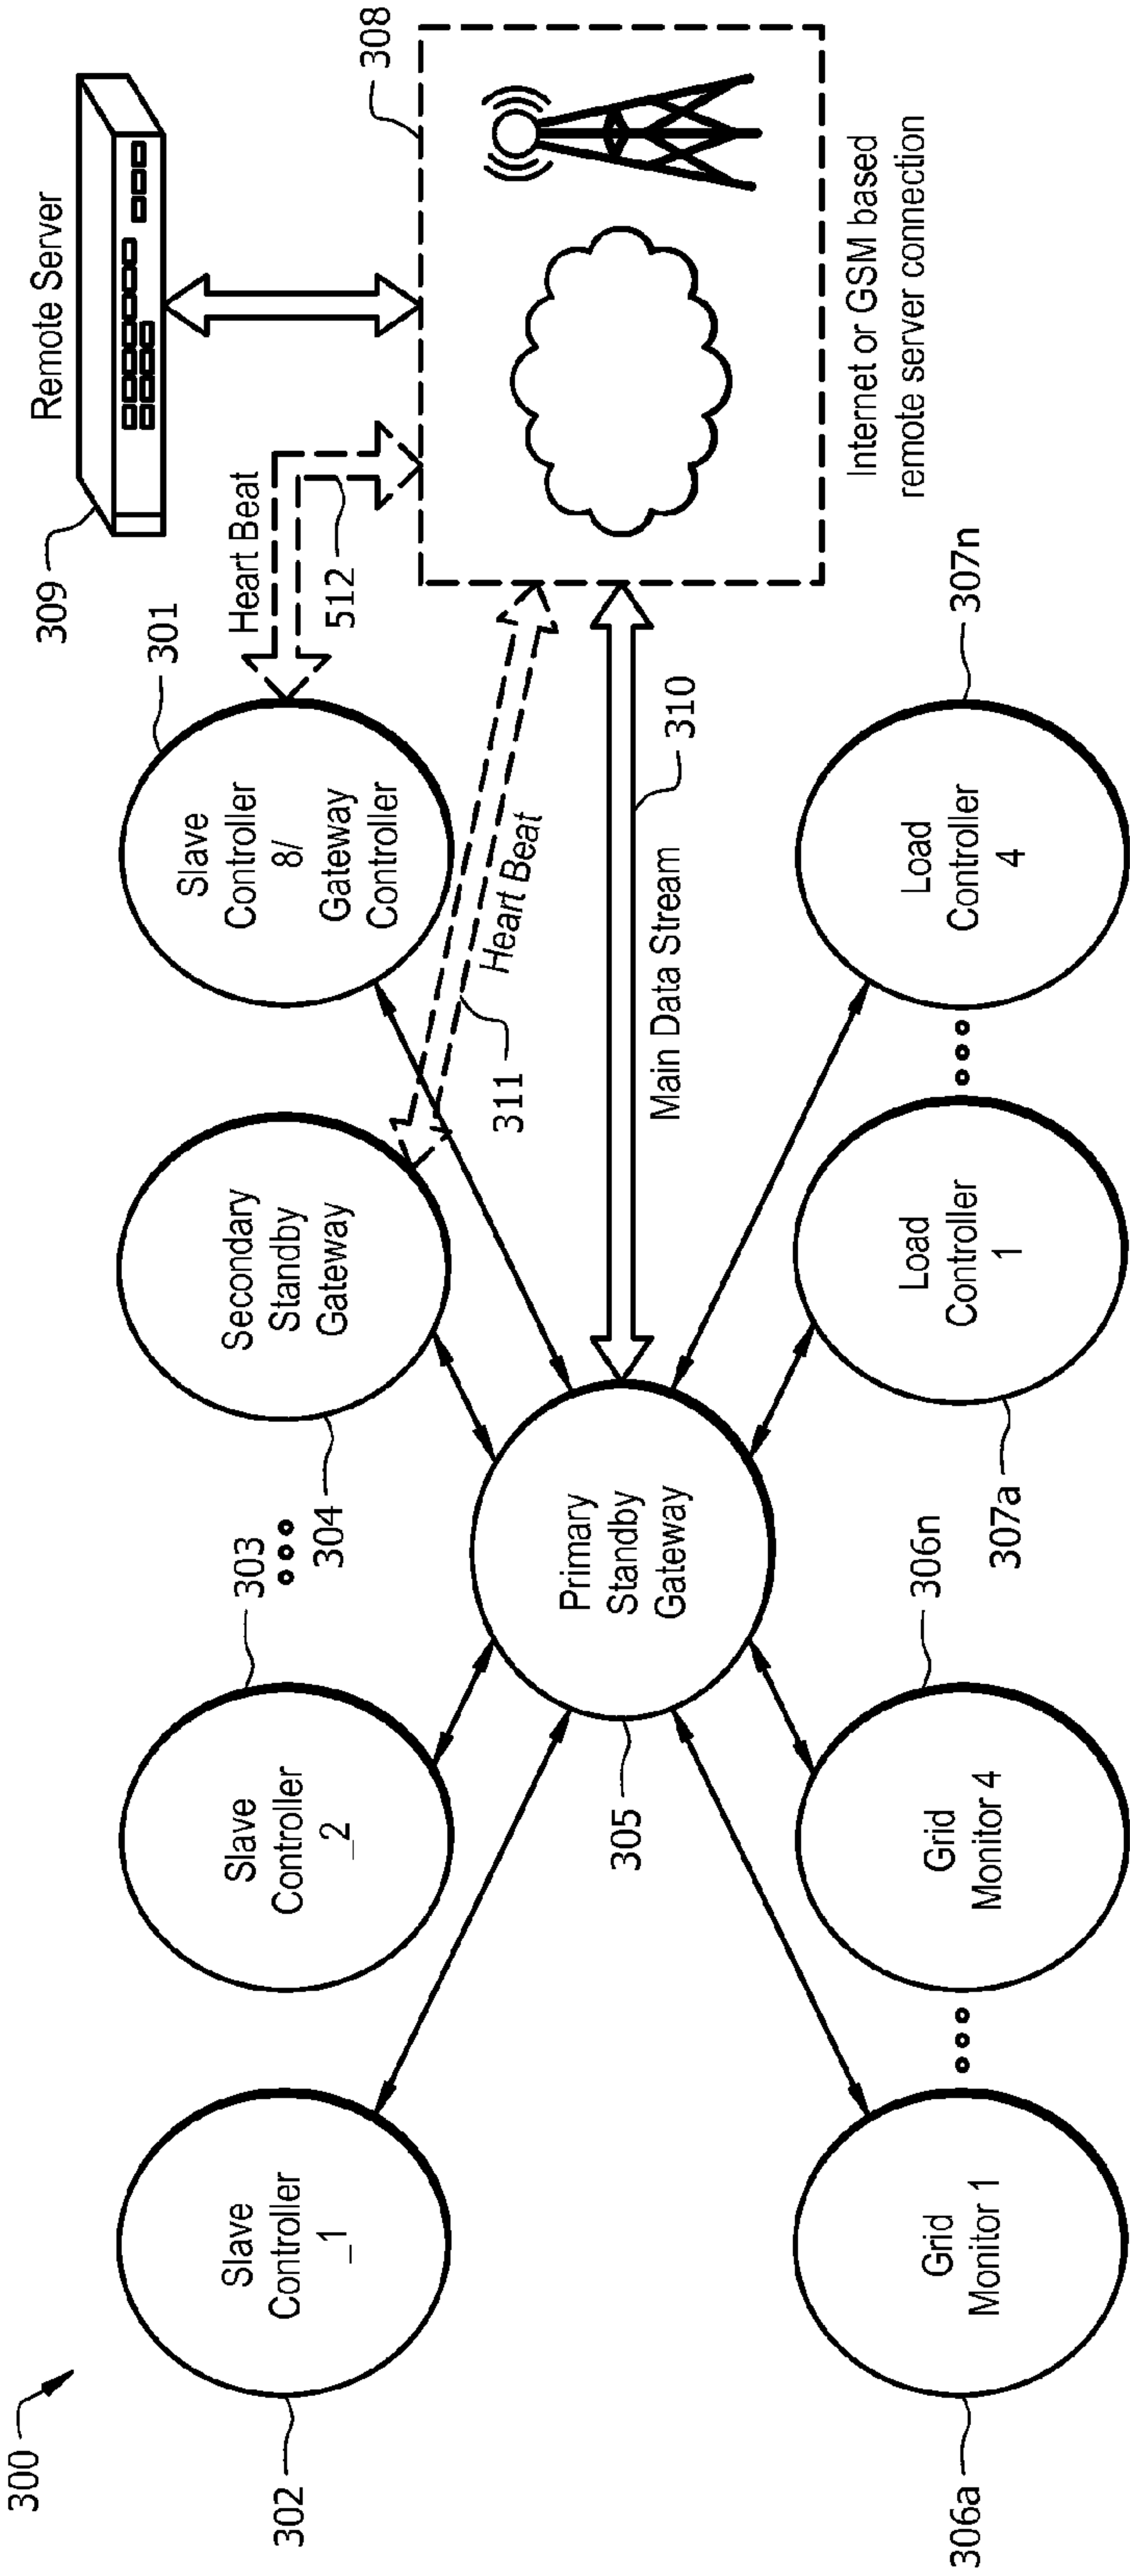 300
Remote Server
309
308
Internet or GSM based
remote server connection
Heart Beat
512
301
Slave
Controller
8/
Gateway
Controller
Heart Beat
311
Main Data Stream
310
Secondary
Standby
Gateway
304
303
Slave
Controller
_2
302
Slave
Controller
_1
Primary
Standby
Gateway
305
306a
Grid
Monitor 1
306n
Grid
Monitor 4
307a
Load
Controller
1
307n
Load
Controller
4